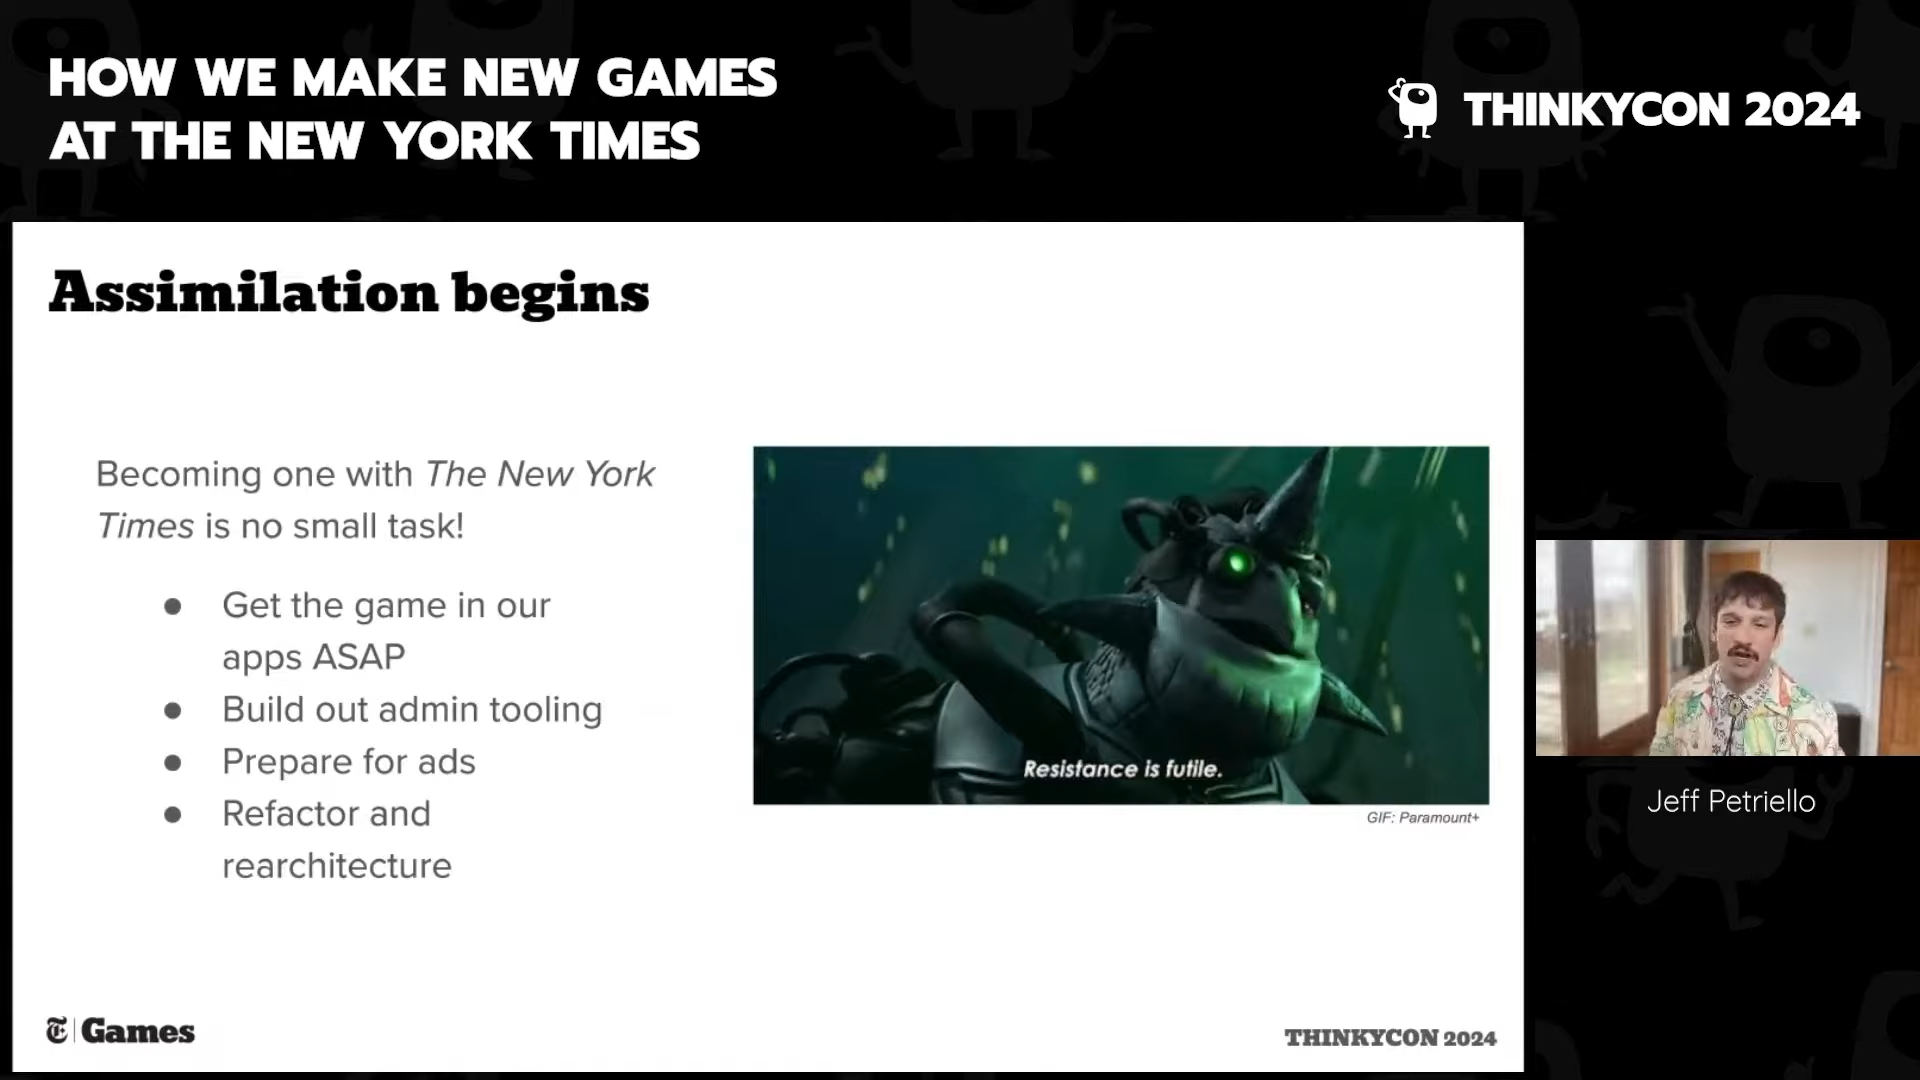 HOW WE MAKE NEW GAMES
AT THE NEW YORK TIMES
THINKYCON 2024
Assimilation begins
Becoming one with The New York
Times is no small task!
● Get the game in our
apps ASAP
● Build out admin tooling
● Prepare for ads
● Refactor and
rearchitecture
Resistance is futile.
GIF: Paramount+
Jeff Petriello
T | Games
THINKYCON 2024